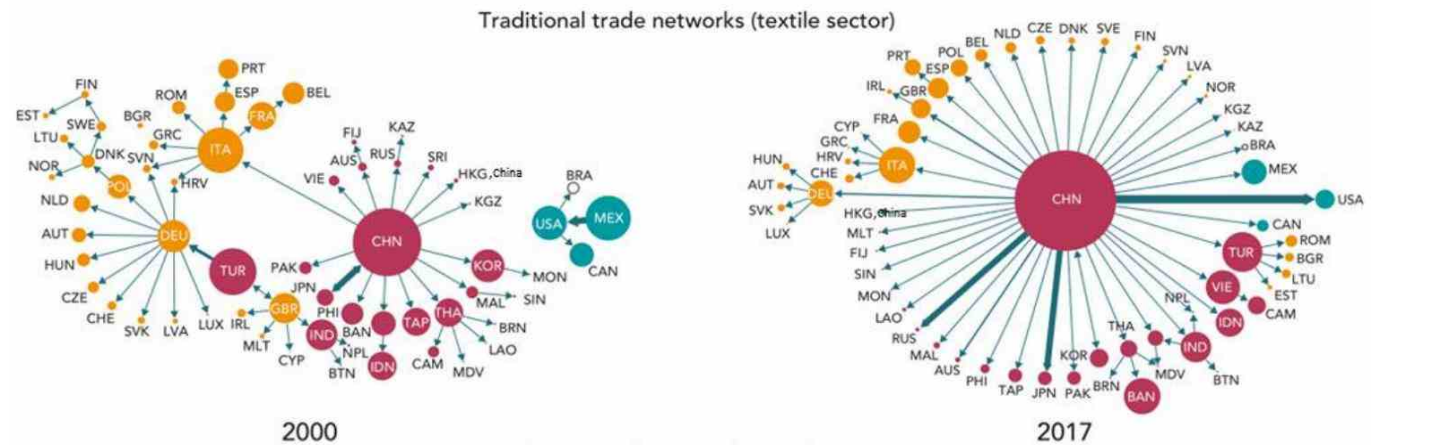 Traditional trade networks (textile sector)
PRT
BEL
ESP
FRA
ROM
BGR
GRC
ITA
SVN
HRV
FIN
EST
SWE
LTU
DNK
NOR
POL
NLD
DEU
AUT
HUN
CZE
CHE
SVK
LVA
LUX
TUR
GBR
IRL
MLT
CYP
IND
NPL
BTN
FIJ
KAZ
AUS
RUS
SRI
VIE
HKG,China
KGZ
CHN
PAK
JPN
PHI
BAN
IDN
TAP
THA
CAM
MDV
LAO
BRN
MAL
SIN
KOR
MON
BRA
USA
MEX
CAN
2000
CZE
DNK
SVE
FIN
SVN
LVA
NOR
KGZ
KAZ
BRA
MEX
USA
CAN
TUR
ROM
BGR
LTU
EST
VIE
CAM
IDN
NPL
IND
BTN
THA
MDV
BRN
BAN
KOR
PAK
JPN
TAP
PHI
AUS
MAL
RUS
LAO
MON
SIN
FIJ
MLT
HKG,China
LUX
SVK
AUT
HUN
DEU
CHE
HRV
GRC
CYP
ITA
FRA
GBR
IRL
ESP
PRT
POL
BEL
NLD
CHN
2017